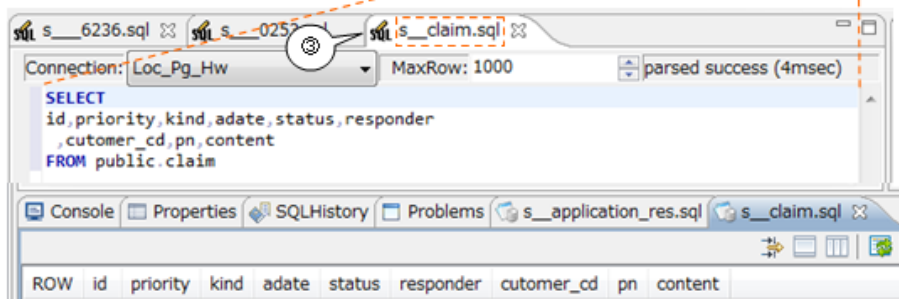 s___6236.sql s___0253 ③ s__claim.sql
Connection: Loc_Pg_Hw MaxRow: 1000 parsed success (4msec)
SELECT
id,priority,kind,adate,status,responder
,cutomer_cd,pn,content
FROM public.claim
Console Properties SQLHistory Problems s__application_res.sql s__claim.sql
ROW id priority kind adate status responder cutomer_cd pn content